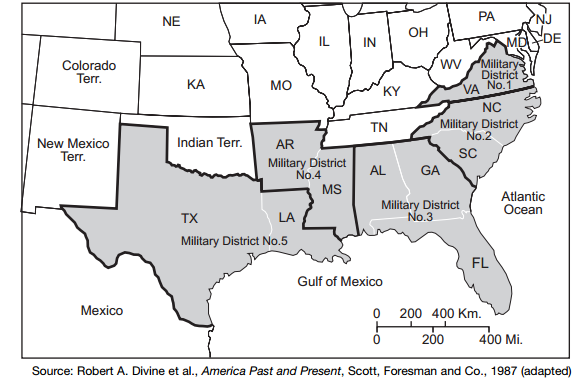 NE
IA
PA
NJ
IL
IN
OH
MD
DE
Colorado
Terr.
WV
Military
District
No.1
KA
MO
KY
VA
NC
New Mexico
Terr.
Indian Terr.
TN
Military District
No.2
AR
Military District
No.4
SC
MS
AL
GA
Atlantic
Ocean
TX
LA
Military District
No.3
Military District No.5
FL
Gulf of Mexico
Mexico
0 200 400 Km.
0 200 400 Mi.
Source: Robert A. Divine et al., America Past and Present, Scott, Foresman and Co., 1987 (adapted)